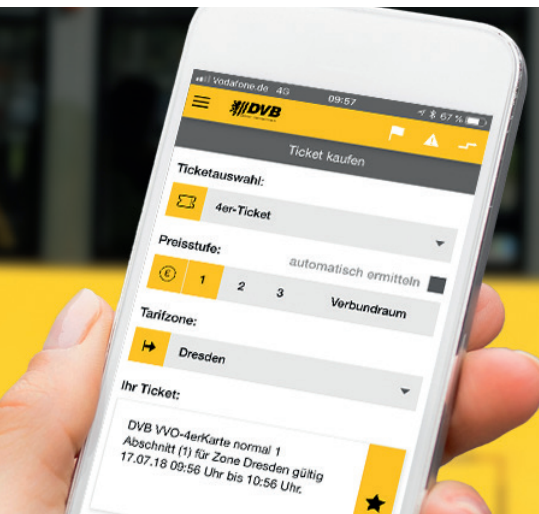 Vodafone.de 4G 09:57 67 %
DVB
Ticket kaufen
Ticketauswahl:
4er-Ticket
Preisstufe:
automatisch ermitteln
€ 1 2 3 Verbundraum
Tarifzone:
Dresden
Ihr Ticket:
DVB VVO-4erKarte normal 1
Abschnitt (1) für Zone Dresden gültig
17.07.18 09:56 Uhr bis 10:56 Uhr.